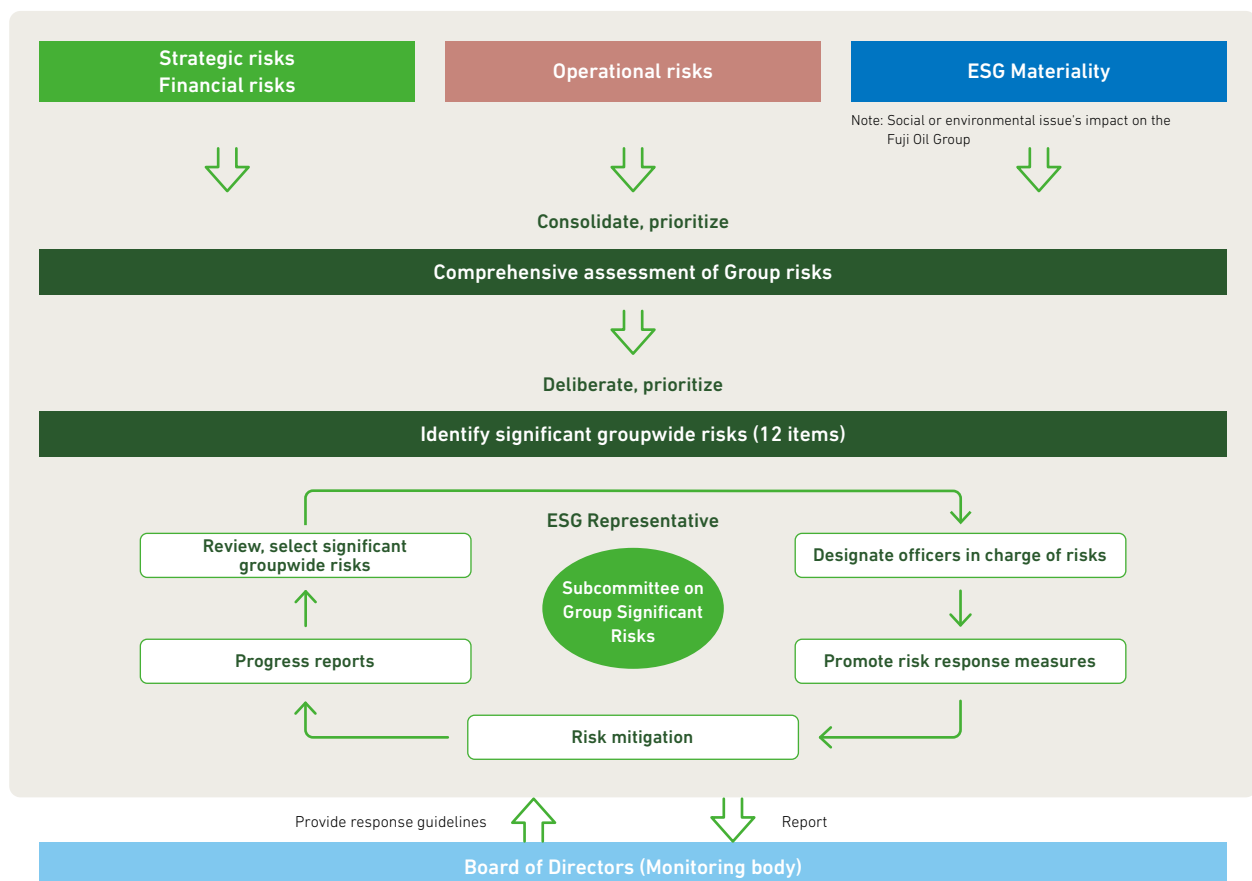 Strategic risks
Financial risks
Operational risks
ESG Materiality
Note: Social or environmental issue's impact on the
Fuji Oil Group
Consolidate, prioritize
Comprehensive assessment of Group risks
Deliberate, prioritize
Identify significant groupwide risks (12 items)
ESG Representative
Review, select significant
groupwide risks
Designate officers in charge of risks
Subcommittee on
Group Significant
Risks
Progress reports
Promote risk response measures
Risk mitigation
Provide response guidelines
Report
Board of Directors (Monitoring body)